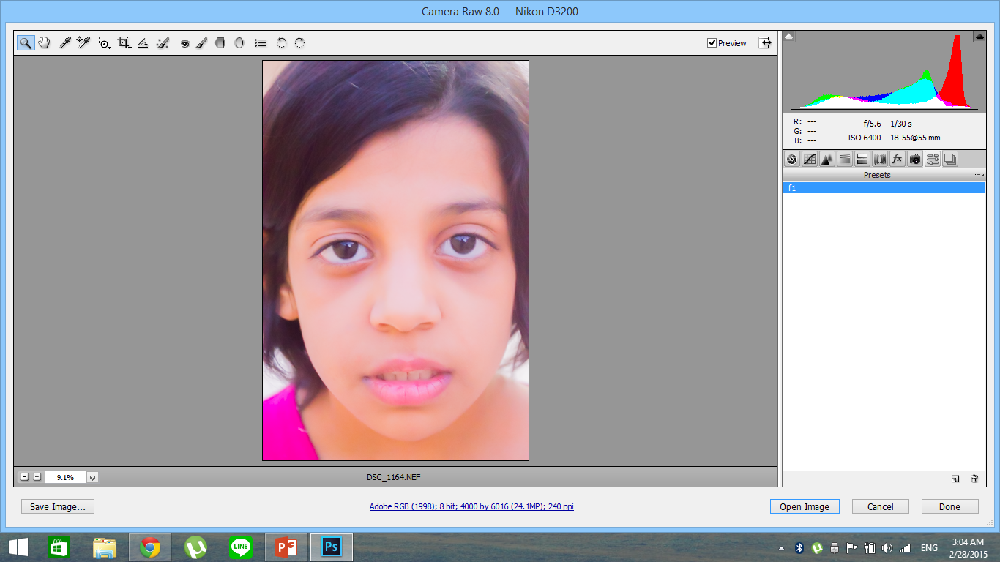 Camera Raw 8.0 - Nikon D3200
Preview
R: ---
G: ---
B: ---
f/5.6 1/30 s
ISO 6400 18-55@55 mm
fx
Presets
f1
9.1%
DSC_1164.NEF
Save Image...
Adobe RGB (1998); 8 bit; 4000 by 6016 (24.1MP); 240 ppi
Open Image
Cancel
Done
LINE
P
Ps
ENG
3:04 AM
2/28/2015